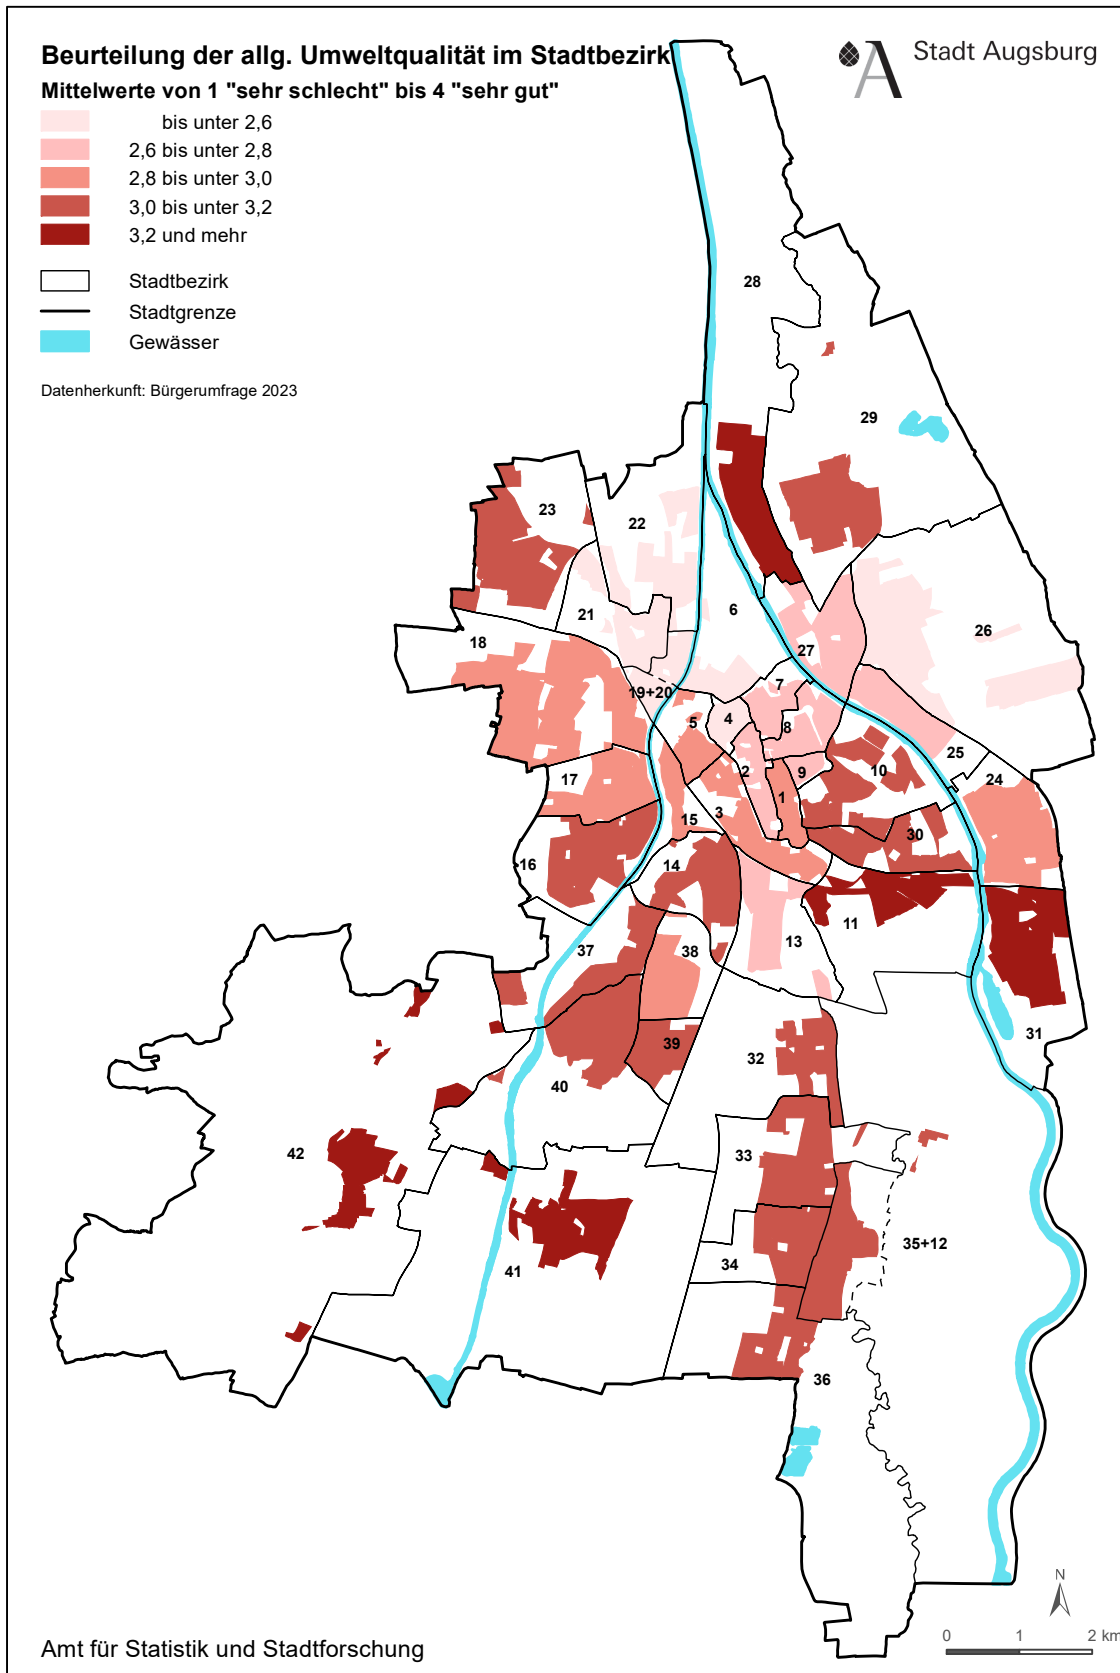 Beurteilung der allg. Umweltqualität im Stadtbezirk
Mittelwerte von 1 "sehr schlecht" bis 4 "sehr gut"
bis unter 2,6
2,6 bis unter 2,8
2,8 bis unter 3,0
3,0 bis unter 3,2
3,2 und mehr
Stadtbezirk
Stadtgrenze
Gewässer
Datenherkunft: Bürgerumfrage 2023
A
Stadt Augsburg
28
29
23
22
6
26
21
18
27
19+20
7
4
5
8
25
2
9
10
24
17
1
3
15
30
14
16
11
13
37
38
31
39
32
40
42
33
35+12
34
41
36
N
0 1 2 km
Amt für Statistik und Stadtforschung